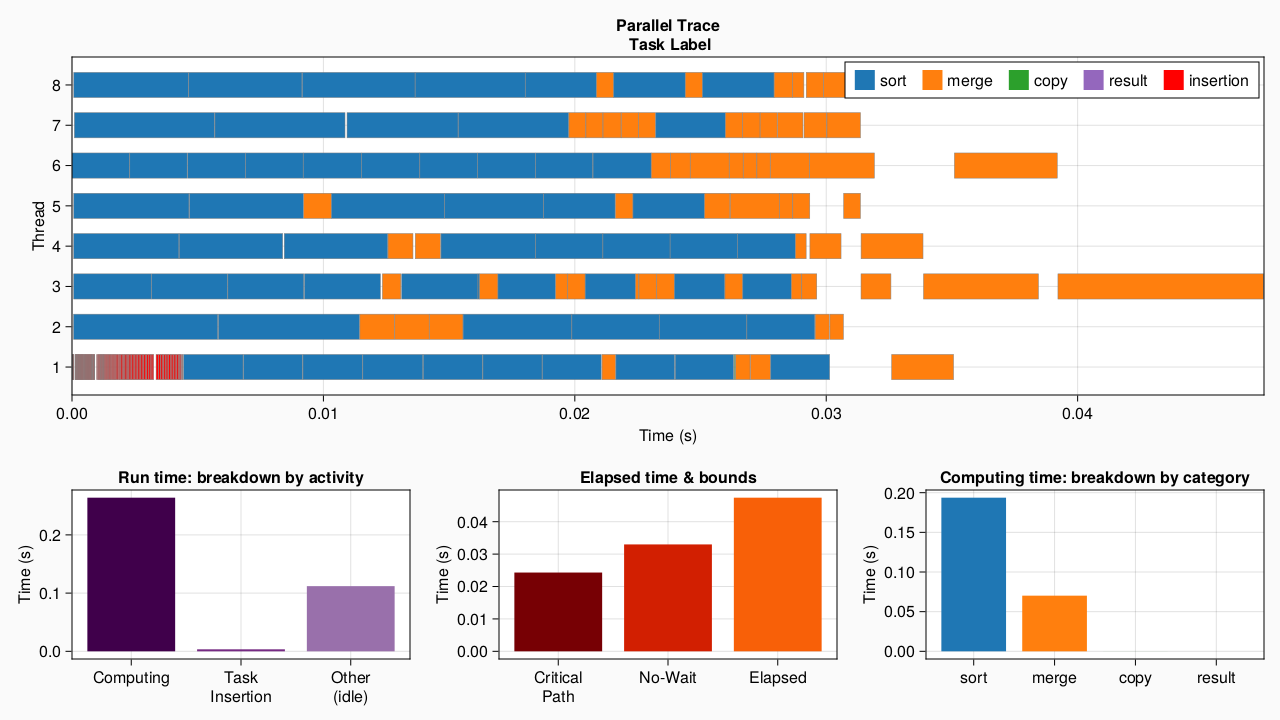 Parallel Trace
Task Label
sort merge copy result insertion
Thread
8
7
6
5
4
3
2
1
0.00 0.01 0.02 0.03 0.04
Time (s)
Run time: breakdown by activity
Time (s)
0.2
0.1
0.0
Computing Task Insertion Other (idle)
Elapsed time & bounds
Time (s)
0.04
0.03
0.02
0.01
0.00
Critical Path No-Wait Elapsed
Computing time: breakdown by category
Time (s)
0.20
0.15
0.10
0.05
0.00
sort merge copy result